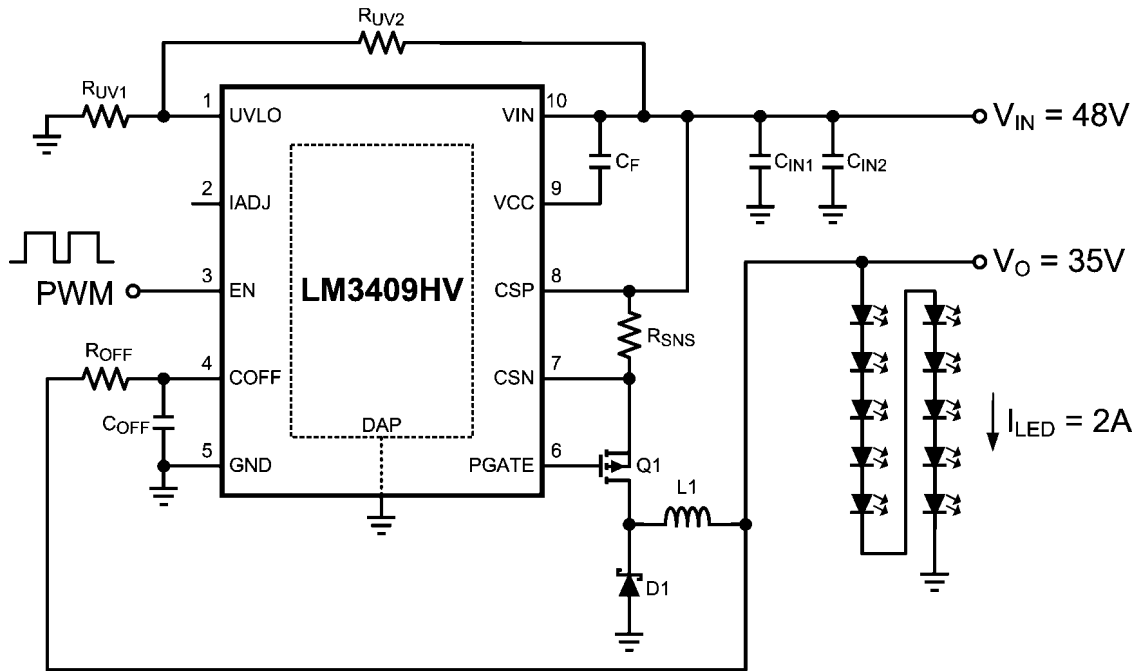 RUV2
RUV1
1
UVLO
VIN
10
VIN = 48V
CF
CIN1
CIN2
2
IADJ
VCC
9
PWM
3
EN
LM3409HV
CSP
8
VO = 35V
RSNS
ROFF
4
COFF
CSN
7
COFF
DAP
ILED = 2A
5
GND
PGATE
6
Q1
L1
D1